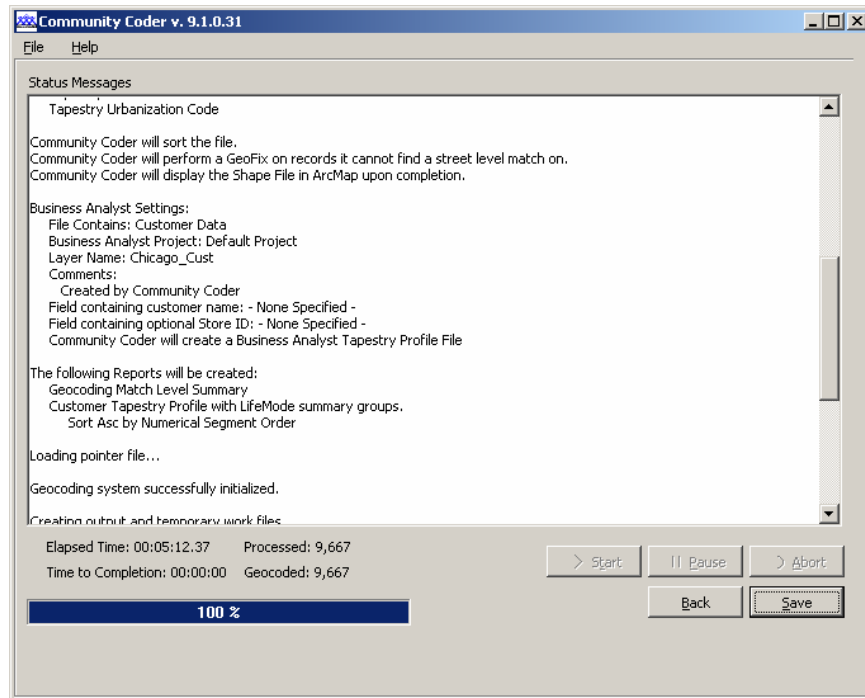 Community Coder v. 9.1.0.31
File Help
Status Messages
Tapestry Urbanization Code
Community Coder will sort the file.
Community Coder will perform a GeoFix on records it cannot find a street level match on.
Community Coder will display the Shape File in ArcMap upon completion.
Business Analyst Settings:
File Contains: Customer Data
Business Analyst Project: Default Project
Layer Name: Chicago_Cust
Comments:
Created by Community Coder
Field containing customer name: - None Specified -
Field containing optional Store ID: - None Specified -
Community Coder will create a Business Analyst Tapestry Profile File
The following Reports will be created:
Geocoding Match Level Summary
Customer Tapestry Profile with LifeMode summary groups.
Sort Asc by Numerical Segment Order
Loading pointer file...
Geocoding system successfully initialized.
Creating output and temporary work files
Elapsed Time: 00:05:12.37 Processed: 9,667
Time to Completion: 00:00:00 Geocoded: 9,667
Start Pause Abort
100 %
Back Save